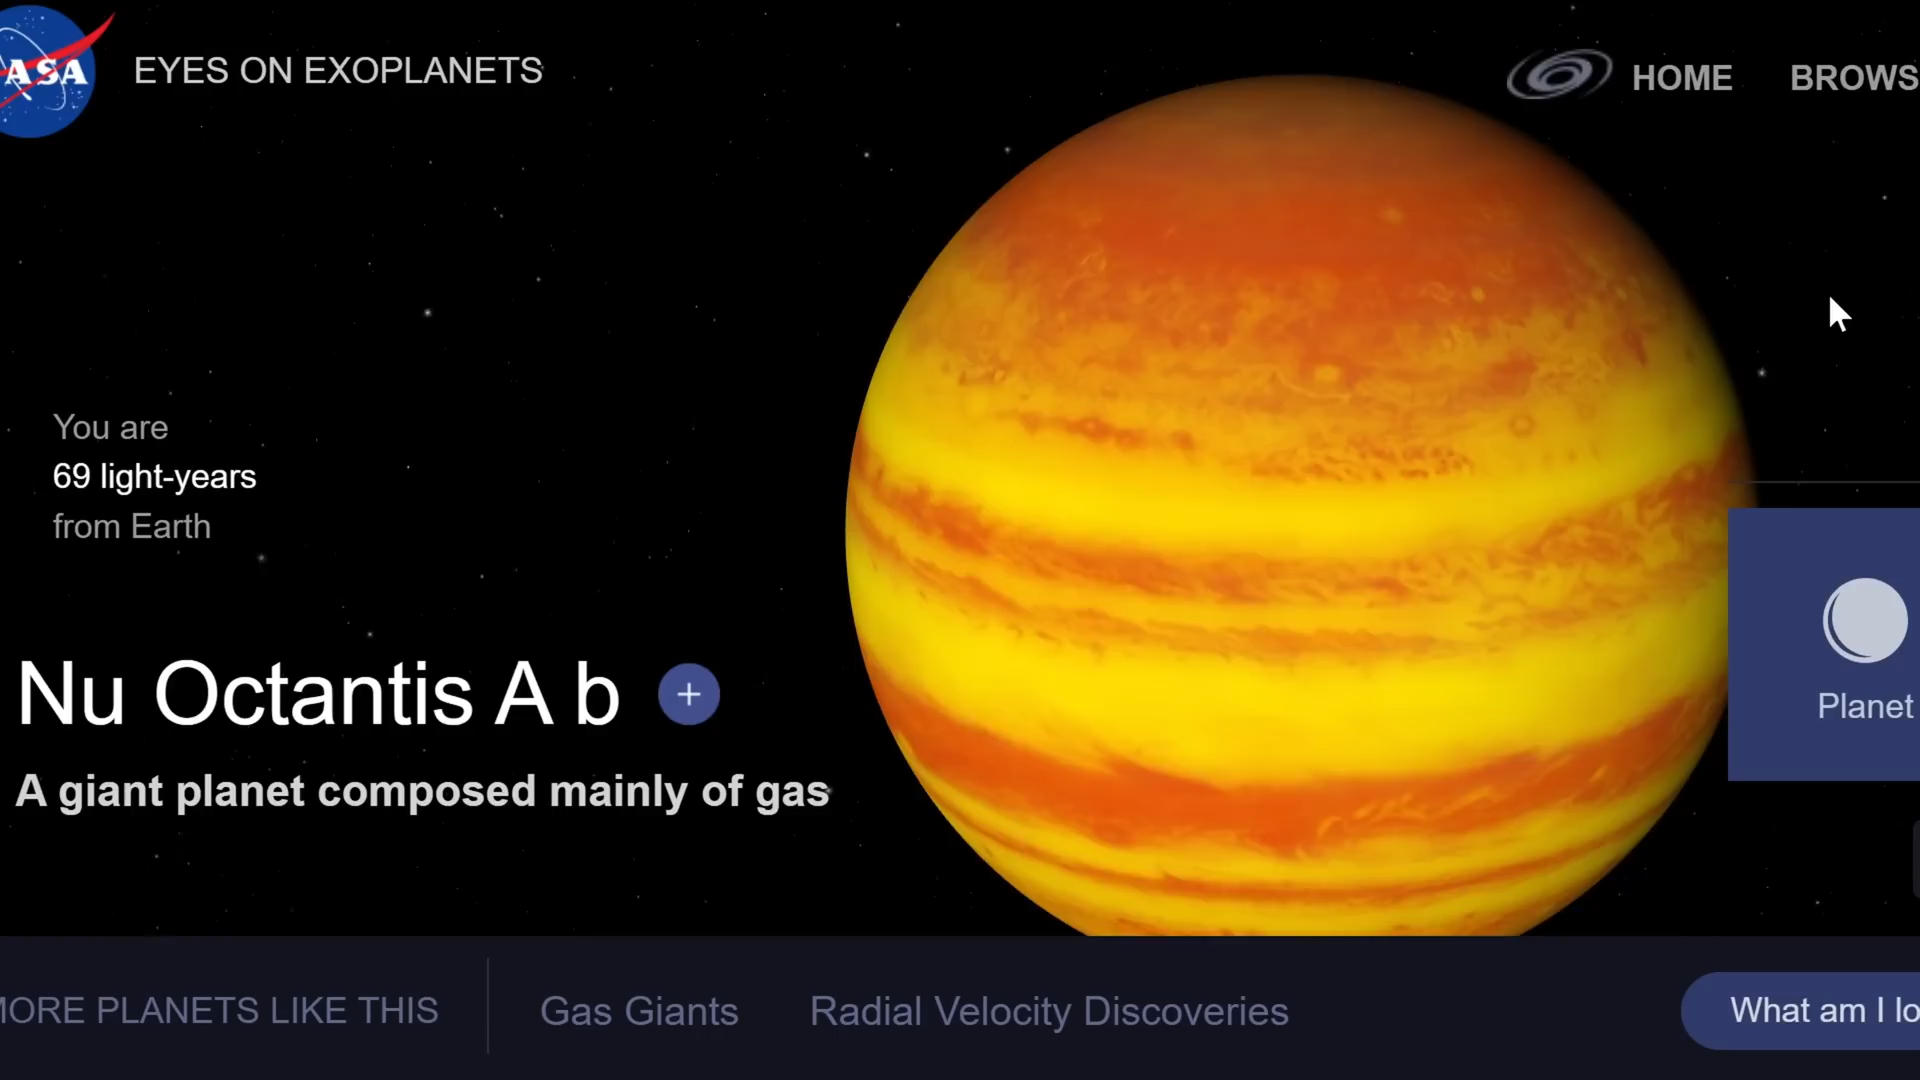 ASA
EYES ON EXOPLANETS
HOME
BROWS
You are
69 light-years
from Earth
Nu Octantis A b
+
A giant planet composed mainly of gas
Planet
MORE PLANETS LIKE THIS
Gas Giants
Radial Velocity Discoveries
What am I lo